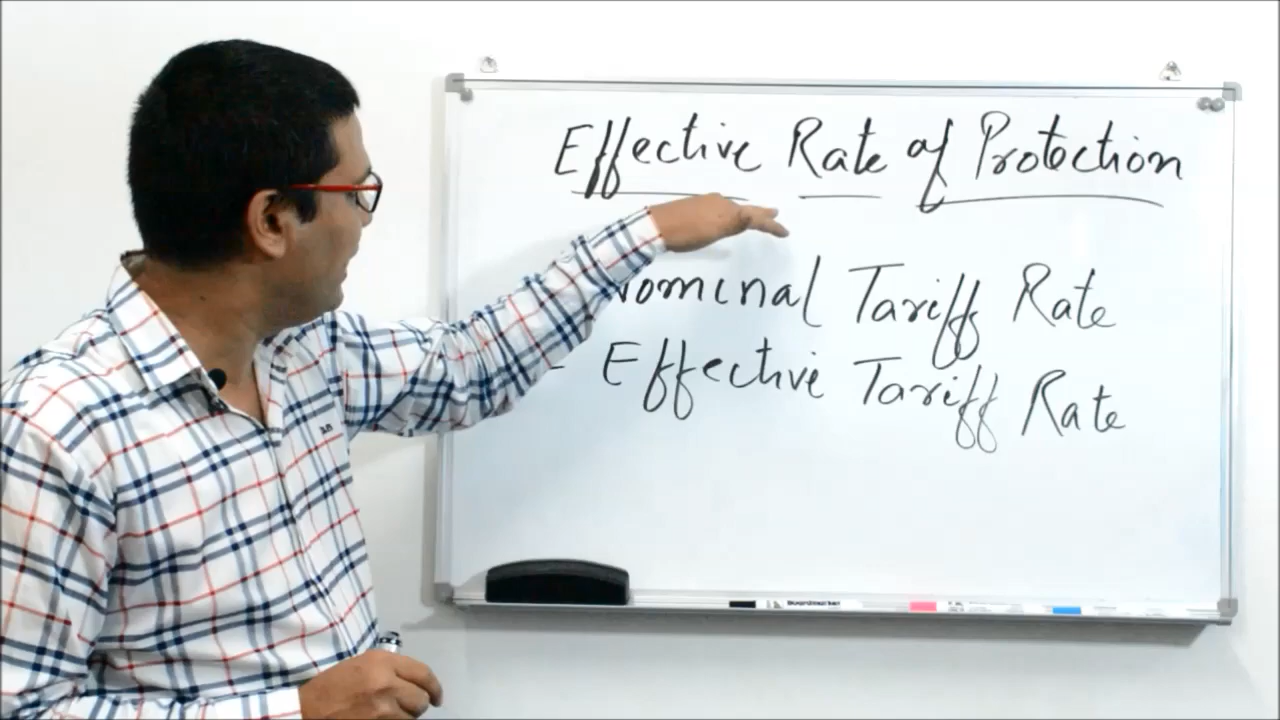 Effective Rate of Protection
Nominal Tariff Rate
- Effective Tariff Rate
Boardmarker